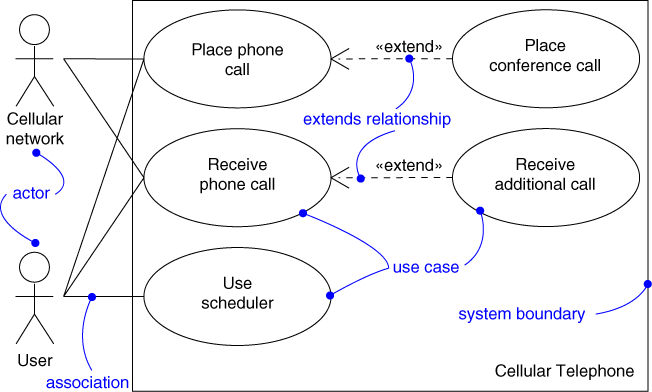 Place phone
call
«extend»
Place
conference call
Cellular
network
extends relationship
Receive
phone call
«extend»
Receive
additional call
actor
Use
scheduler
use case
system boundary
User
association
Cellular Telephone